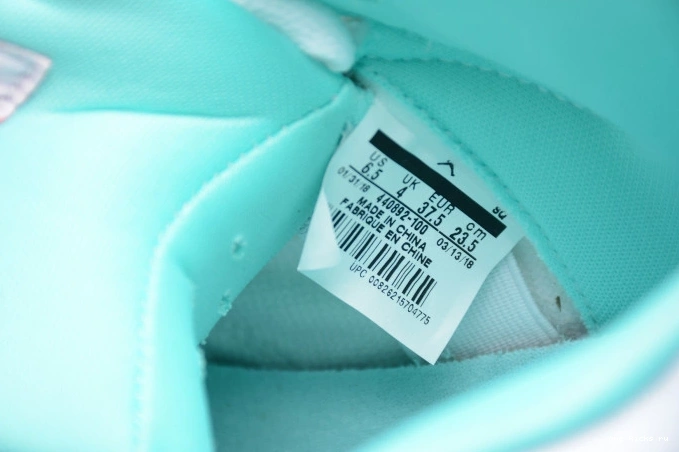 SQ
US UK EUR cm
6.5 4 37.5 23.5
01/31/18 440892-100 03/13/18
MADE IN CHINA
FABRIQUE EN CHINE
UPC 00826215704775